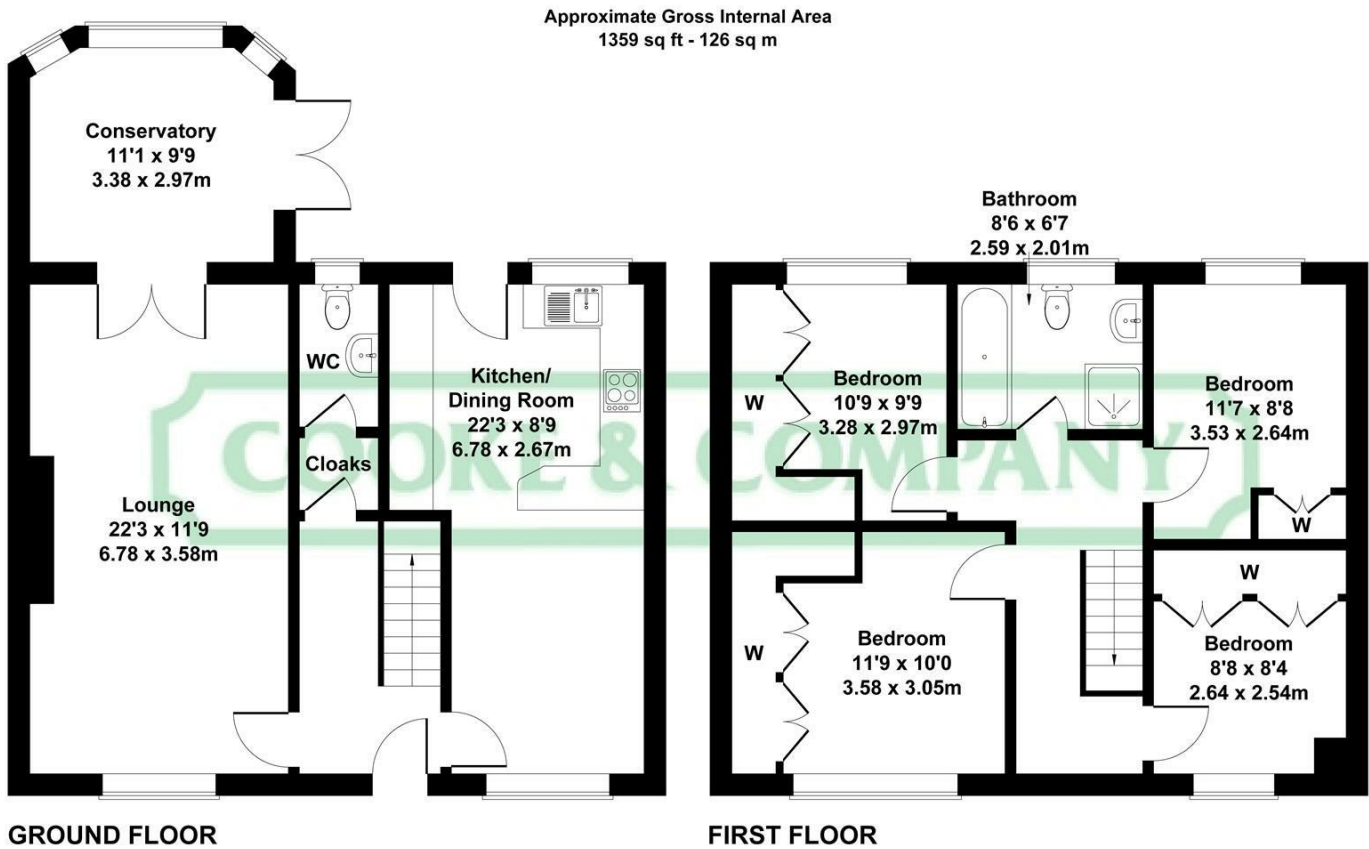 Approximate Gross Internal Area
1359 sq ft - 126 sq m
Conservatory
11'1 x 9'9
3.38 x 2.97m
WC
Cloaks
Kitchen/
Dining Room
22'3 x 8'9
6.78 x 2.67m
Lounge
22'3 x 11'9
6.78 x 3.58m
GROUND FLOOR
Bathroom
8'6 x 6'7
2.59 x 2.01m
W
Bedroom
10'9 x 9'9
3.28 x 2.97m
Bedroom
11'7 x 8'8
3.53 x 2.64m
W
W
Bedroom
11'9 x 10'0
3.58 x 3.05m
W
Bedroom
8'8 x 8'4
2.64 x 2.54m
FIRST FLOOR
COOKE & COMPANY